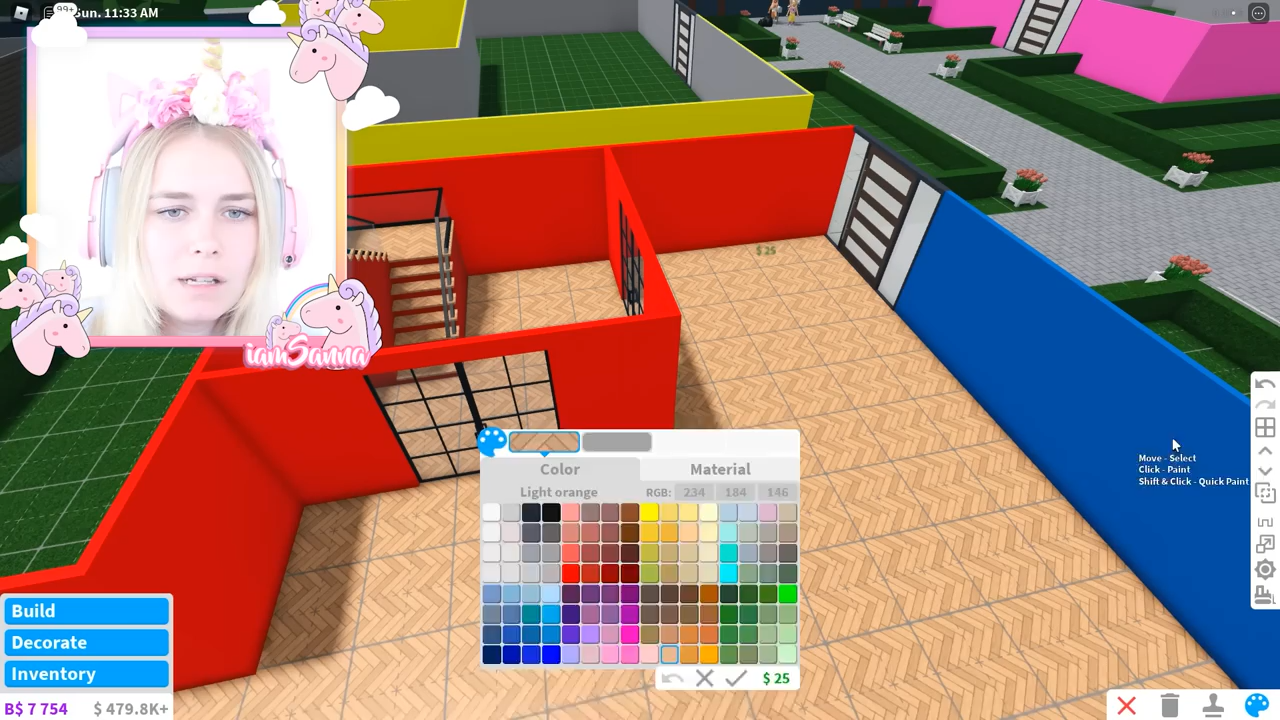 99+
Sun. 11:33 AM
iamSanna
$25
Move - Select
Click - Paint
Shift & Click - Quick Paint
Color
Material
Light orange
RGB: 234 184 146
$ 25
Build
Decorate
Inventory
B$ 7 754
$ 479.8K+